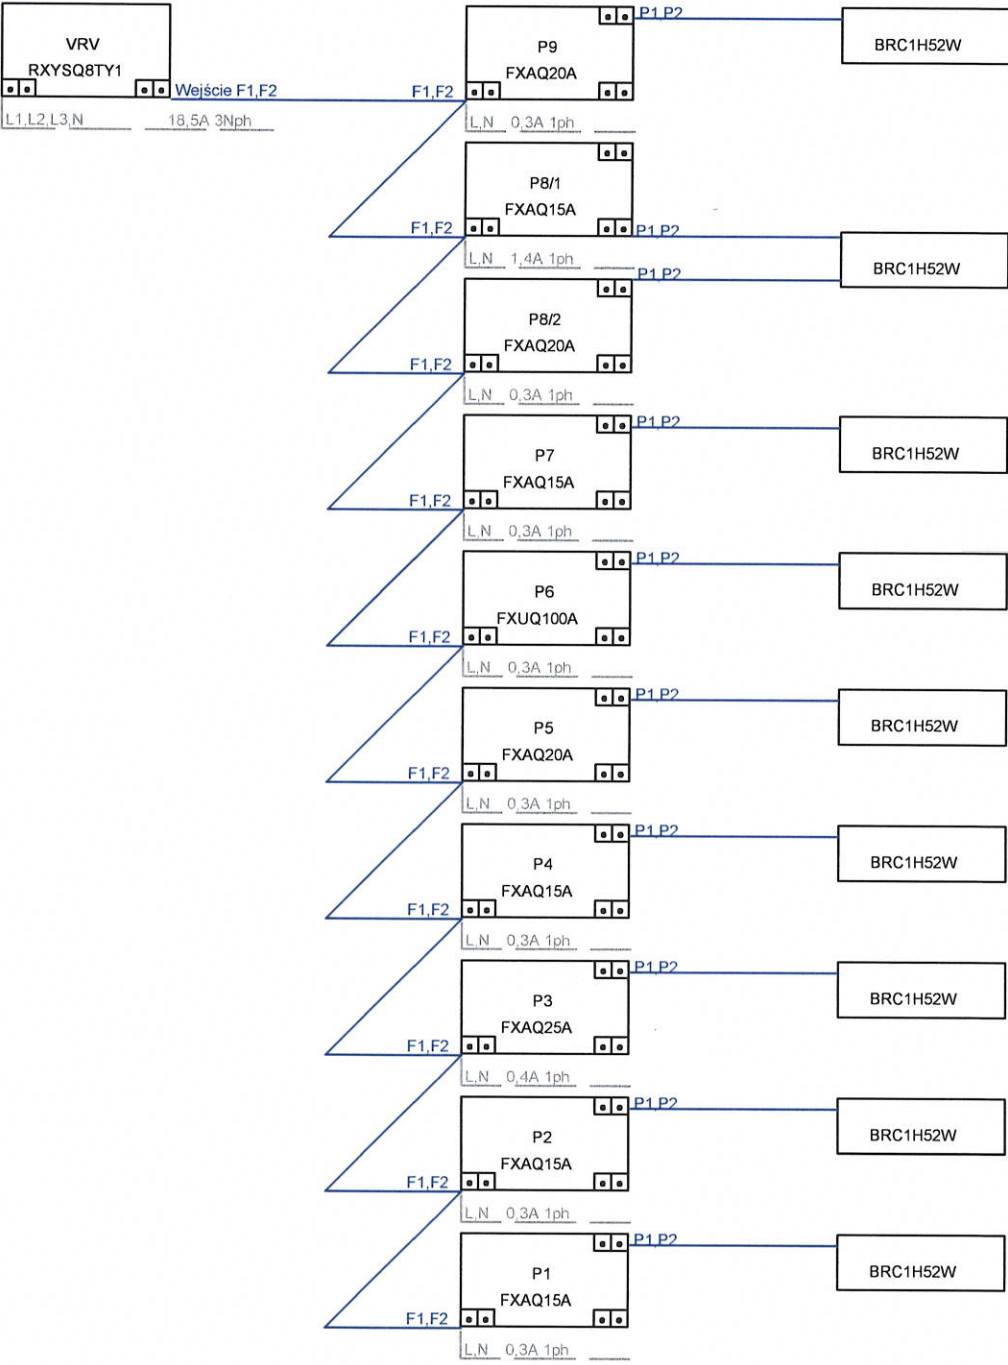 VRV
RXYSQ8TY1
Wejście F1,F2
L1,L2,L3,N 18,5A 3Nph
P1,P2
P9
FXAQ20A
BRC1H52W
F1,F2
L,N 0,3A 1ph
P8/1
FXAQ15A
F1,F2
P1,P2
BRC1H52W
L,N 1,4A 1ph
P1,P2
P8/2
FXAQ20A
F1,F2
L,N 0,3A 1ph
P1,P2
P7
FXAQ15A
BRC1H52W
F1,F2
L,N 0,3A 1ph
P1,P2
P6
FXUQ100A
BRC1H52W
F1,F2
L,N 0,3A 1ph
P1,P2
P5
FXAQ20A
BRC1H52W
F1,F2
L,N 0,3A 1ph
P1,P2
P4
FXAQ15A
BRC1H52W
F1,F2
L,N 0,3A 1ph
P1,P2
P3
FXAQ25A
BRC1H52W
F1,F2
L,N 0,4A 1ph
P1,P2
P2
FXAQ15A
BRC1H52W
F1,F2
L,N 0,3A 1ph
P1,P2
P1
FXAQ15A
BRC1H52W
F1,F2
L,N 0,3A 1ph